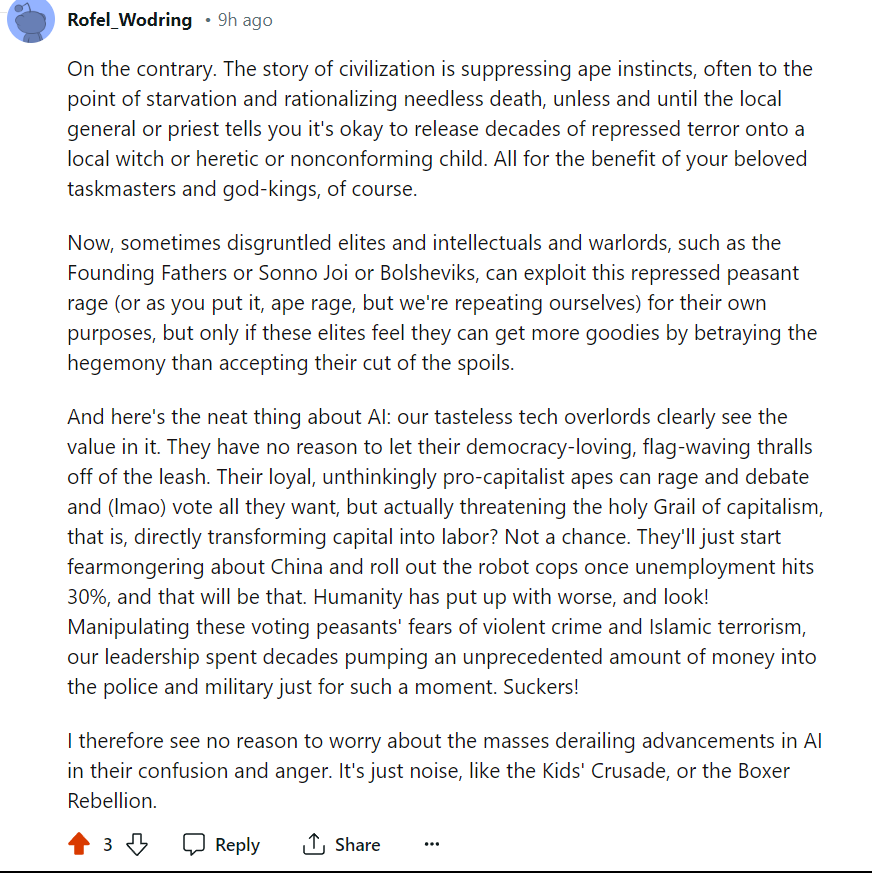 Rofel_Wodring • 9h ago
On the contrary. The story of civilization is suppressing ape instincts, often to the
point of starvation and rationalizing needless death, unless and until the local
general or priest tells you it's okay to release decades of repressed terror onto a
local witch or heretic or nonconforming child. All for the benefit of your beloved
taskmasters and god-kings, of course.
Now, sometimes disgruntled elites and intellectuals and warlords, such as the
Founding Fathers or Sonno Joi or Bolsheviks, can exploit this repressed peasant
rage (or as you put it, ape rage, but we're repeating ourselves) for their own
purposes, but only if these elites feel they can get more goodies by betraying the
hegemony than accepting their cut of the spoils.
And here's the neat thing about AI: our tasteless tech overlords clearly see the
value in it. They have no reason to let their democracy-loving, flag-waving thralls
off of the leash. Their loyal, unthinkingly pro-capitalist apes can rage and debate
and (lmao) vote all they want, but actually threatening the holy Grail of capitalism,
that is, directly transforming capital into labor? Not a chance. They'll just start
fearmongering about China and roll out the robot cops once unemployment hits
30%, and that will be that. Humanity has put up with worse, and look!
Manipulating these voting peasants' fears of violent crime and Islamic terrorism,
our leadership spent decades pumping an unprecedented amount of money into
the police and military just for such a moment. Suckers!
I therefore see no reason to worry about the masses derailing advancements in AI
in their confusion and anger. It's just noise, like the Kids' Crusade, or the Boxer
Rebellion.
3 Reply Share ...